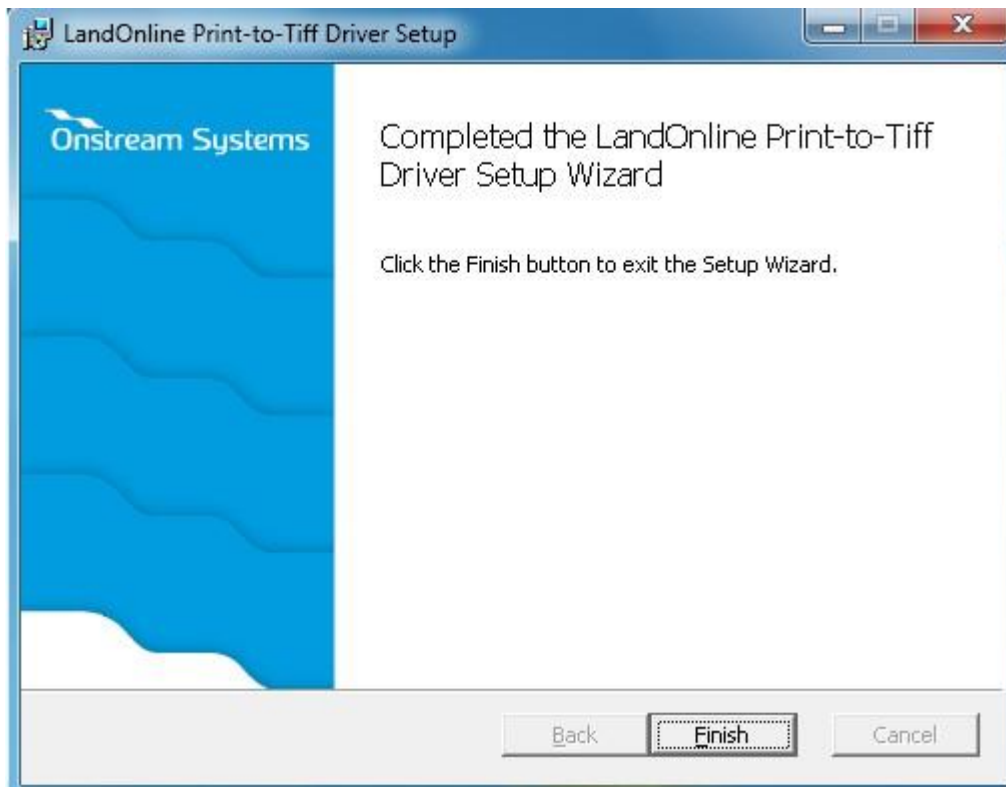 LandOnline Print-to-Tiff Driver Setup
Onstream Systems
Completed the LandOnline Print-to-Tiff
Driver Setup Wizard
Click the Finish button to exit the Setup Wizard.
Back Finish Cancel